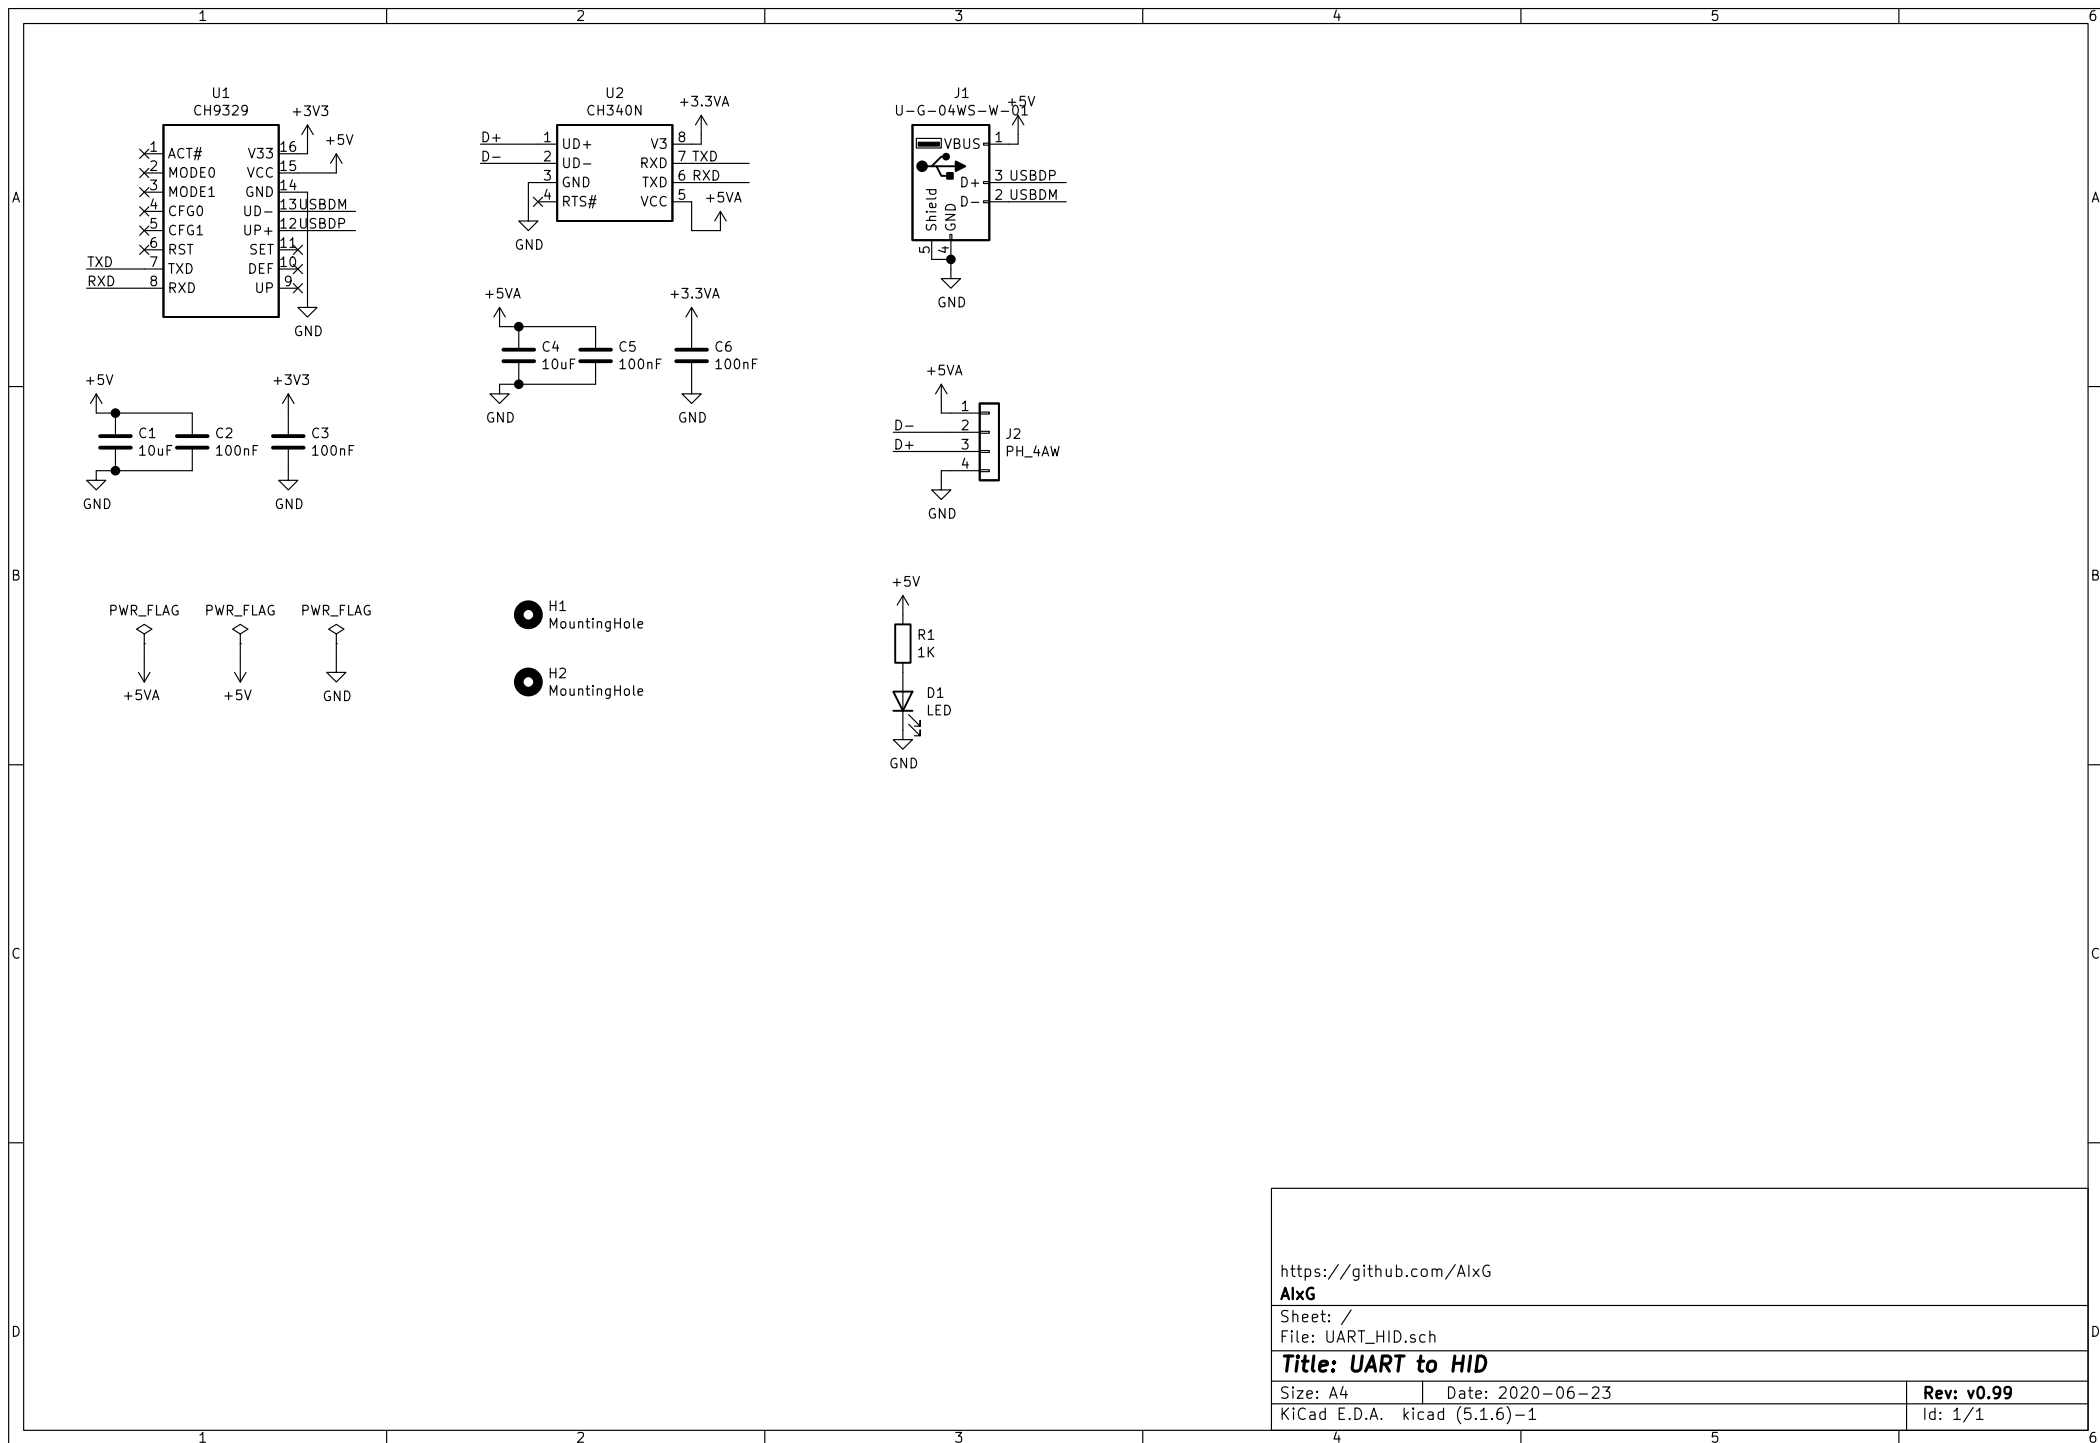 1 2 3 4 5 6
A A
B B
C C
D D
U1
CH9329
+3V3
+5V
1 ACT#
2 MODE0
3 MODE1
4 CFG0
5 CFG1
6 RST
TXD 7 TXD
RXD 8 RXD
V33 16
VCC 15
GND 14
UD- 13 USBDM
UP+ 12 USBDP
SET 11
DEF 10
UP 9
GND
U2
CH340N
+3.3VA
D+ 1 UD+
D- 2 UD-
3 GND
4 RTS#
V3 8
RXD 7 TXD
TXD 6 RXD
VCC 5
+5VA
GND
J1
U-G-04WS-W-01
+5V
VBUS 1
D+ 3 USBDP
D- 2 USBDM
Shield
GND
5 4
GND
+5V
C1
10uF
C2
100nF
GND
+3V3
C3
100nF
GND
+5VA
C4
10uF
C5
100nF
GND
+3.3VA
C6
100nF
GND
+5VA
1
D- 2
D+ 3
4
J2
PH_4AW
GND
PWR_FLAG
+5VA
PWR_FLAG
+5V
PWR_FLAG
GND
H1
MountingHole
H2
MountingHole
+5V
R1
1K
D1
LED
GND
https://github.com/AIxG
AIxG
Sheet: /
File: UART_HID.sch
Title: UART to HID
Size: A4 Date: 2020-06-23 Rev: v0.99
KiCad E.D.A. kicad (5.1.6)-1 Id: 1/1
1 2 3 4 5 6